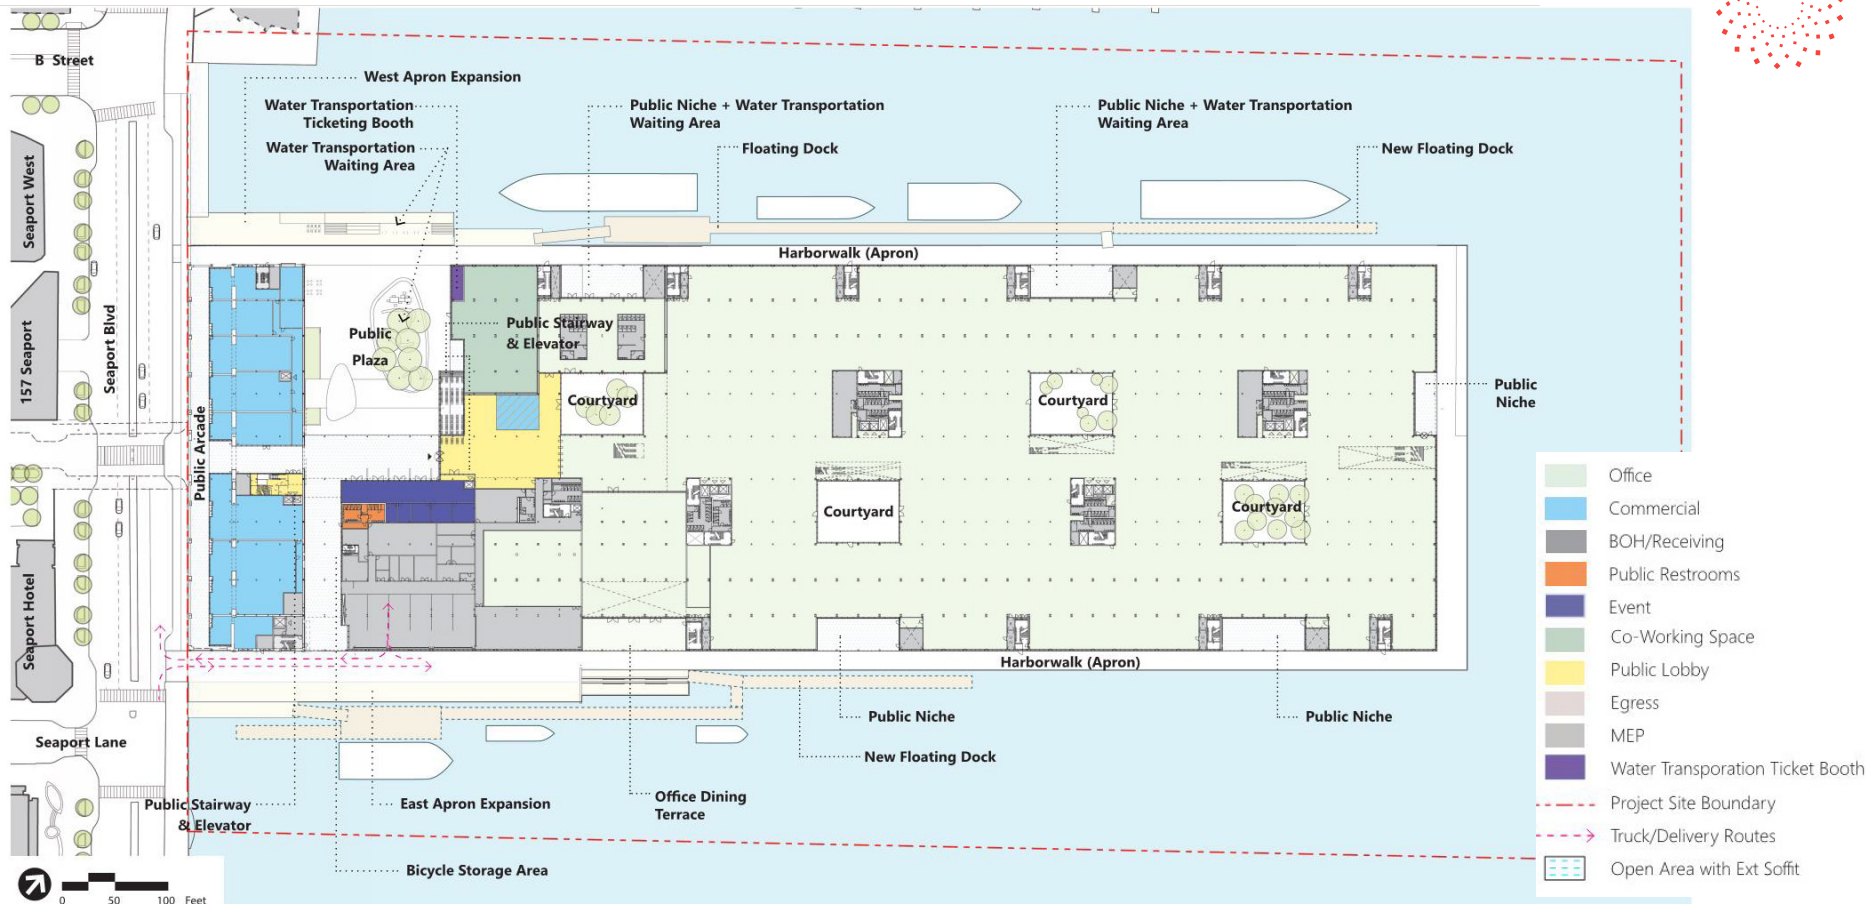 B Street
West Apron Expansion
Water Transportation
Ticketing Booth
Water Transportation
Waiting Area
Public Niche + Water Transportation
Waiting Area
Floating Dock
Public Niche + Water Transportation
Waiting Area
New Floating Dock
Seaport West
157 Seaport
Seaport Hotel
Seaport Blvd
Public Arcade
Harborwalk (Apron)
Public
Plaza
Public Stairway
& Elevator
Courtyard
Courtyard
Courtyard
Courtyard
Public
Niche
Harborwalk (Apron)
Seaport Lane
Public Niche
Public Niche
New Floating Dock
Public Stairway
& Elevator
East Apron Expansion
Office Dining
Terrace
Bicycle Storage Area
0 50 100 Feet
Office
Commercial
BOH/Receiving
Public Restrooms
Event
Co-Working Space
Public Lobby
Egress
MEP
Water Transporation Ticket Booth
Project Site Boundary
Truck/Delivery Routes
Open Area with Ext Soffit